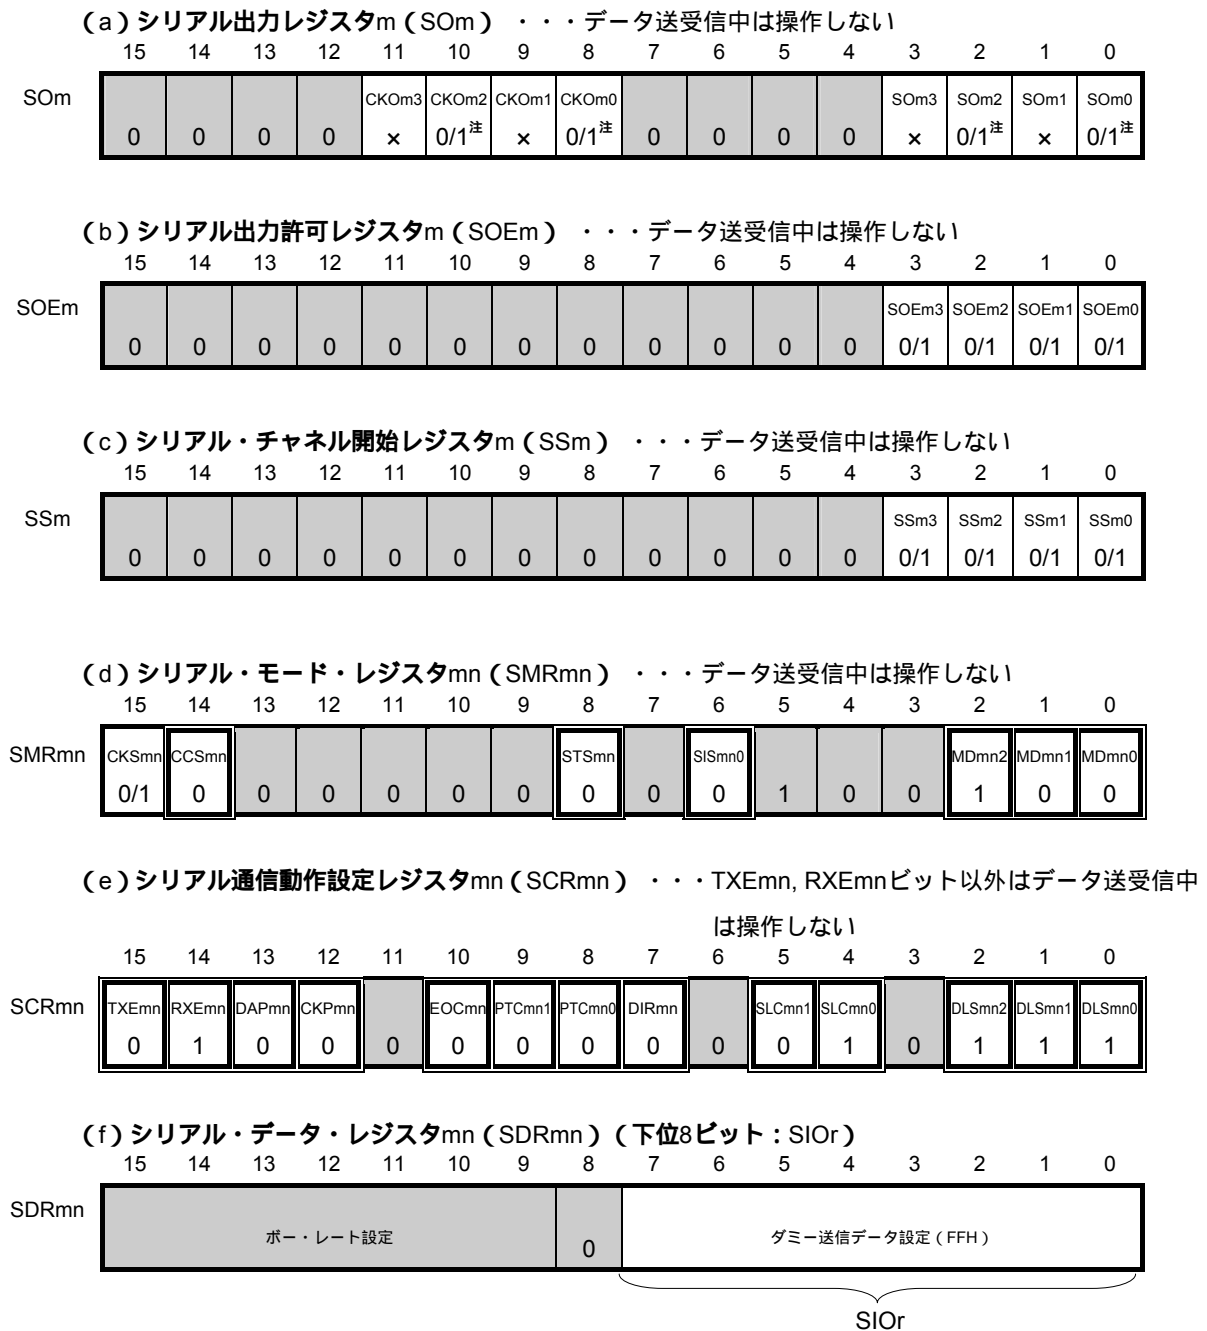 （a）シリアル出力レジスタm（SOm） ・・・データ送受信中は操作しない
15 14 13 12 11 10 9 8 7 6 5 4 3 2 1 0
SOm
CKOm3 CKOm2 CKOm1 CKOm0 SOm3 SOm2 SOm1 SOm0
0 0 0 0 × 0/1注 × 0/1注 0 0 0 0 × 0/1注 × 0/1注
（b）シリアル出力許可レジスタm（SOEm） ・・・データ送受信中は操作しない
15 14 13 12 11 10 9 8 7 6 5 4 3 2 1 0
SOEm
SOEm3 SOEm2 SOEm1 SOEm0
0 0 0 0 0 0 0 0 0 0 0 0 0/1 0/1 0/1 0/1
（c）シリアル・チャネル開始レジスタm（SSm） ・・・データ送受信中は操作しない
15 14 13 12 11 10 9 8 7 6 5 4 3 2 1 0
SSm
SSm3 SSm2 SSm1 SSm0
0 0 0 0 0 0 0 0 0 0 0 0 0/1 0/1 0/1 0/1
（d）シリアル・モード・レジスタmn（SMRmn） ・・・データ送受信中は操作しない
15 14 13 12 11 10 9 8 7 6 5 4 3 2 1 0
SMRmn
CKSmn CCSmn STSmn SISmn0 MDmn2 MDmn1 MDmn0
0/1 0 0 0 0 0 0 0 0 0 1 0 0 1 0 0
（e）シリアル通信動作設定レジスタmn（SCRmn） ・・・TXEmn, RXEmnビット以外はデータ送受信中
は操作しない
15 14 13 12 11 10 9 8 7 6 5 4 3 2 1 0
SCRmn
TXEmn RXEmn DAPmn CKPmn EOCmn PTCmn1 PTCmn0 DIRmn SLCmn1 SLCmn0 DLSmn2 DLSmn1 DLSmn0
0 1 0 0 0 0 0 0 0 0 0 1 0 1 1 1
（f）シリアル・データ・レジスタmn（SDRmn）（下位8ビット：SIOr）
15 14 13 12 11 10 9 8 7 6 5 4 3 2 1 0
SDRmn
ボー・レート設定 0 ダミー送信データ設定（FFH）
SIOr